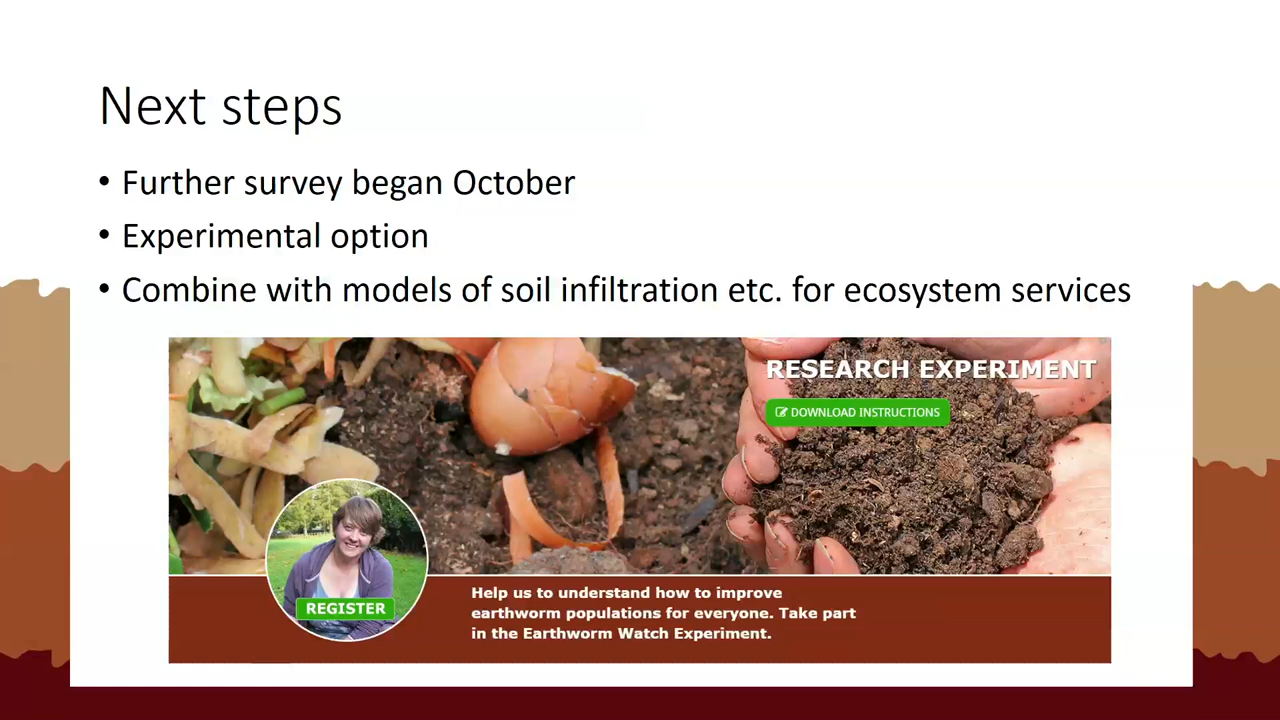 Next steps
• Further survey began October
• Experimental option
• Combine with models of soil infiltration etc. for ecosystem services
RESEARCH EXPERIMENT
DOWNLOAD INSTRUCTIONS
REGISTER
Help us to understand how to improve
earthworm populations for everyone. Take part
in the Earthworm Watch Experiment.